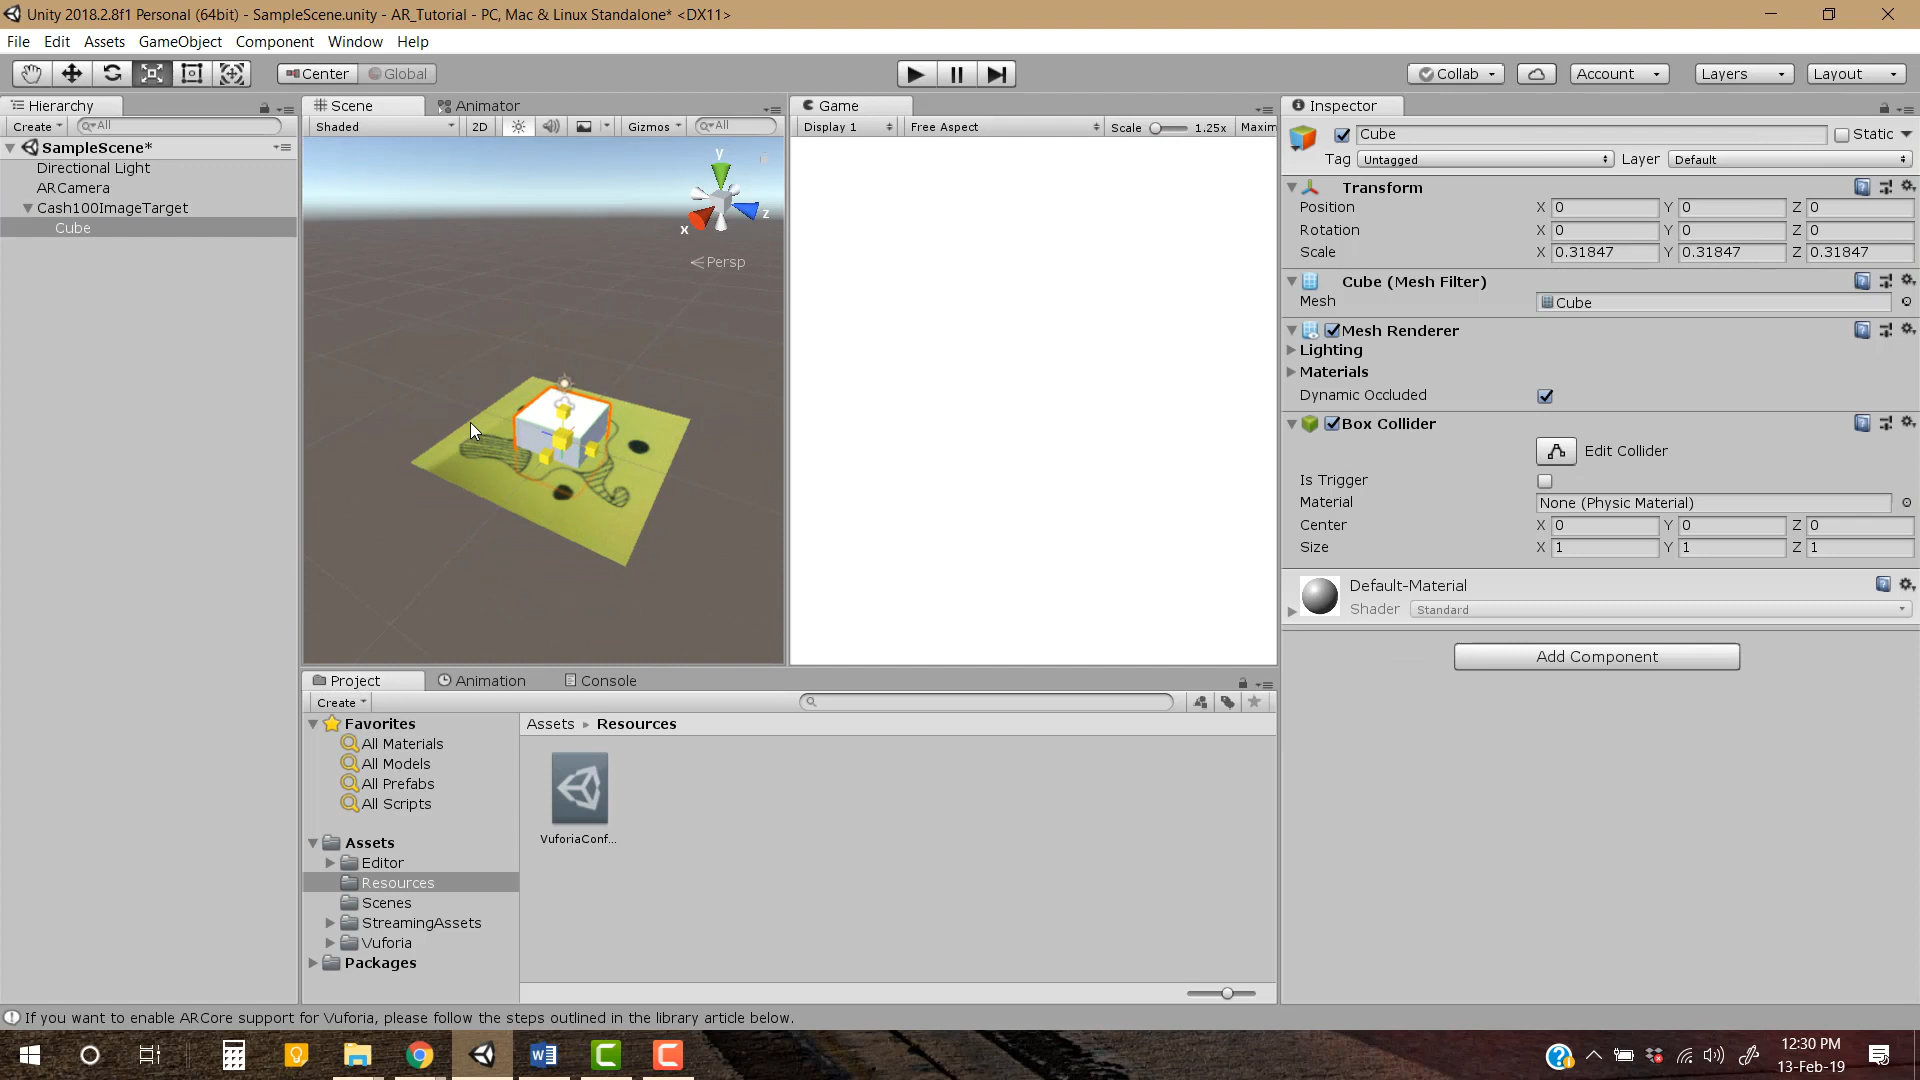 Unity 2018.2.8f1 Personal (64bit) - SampleScene.unity - AR_Tutorial - PC, Mac & Linux Standalone* <DX11>
File Edit Assets GameObject Component Window Help
Center Global Collab Account Layers Layout
Hierarchy
Create All
SampleScene*
Directional Light
ARCamera
Cash100ImageTarget
Cube
Scene Animator
Shaded 2D Gizmos All
y
x
z
Persp
Game
Display 1 Free Aspect Scale 1.25x Maxim
Inspector
Cube Static
Tag Untagged Layer Default
Transform
Position X 0 Y 0 Z 0
Rotation X 0 Y 0 Z 0
Scale X 0.31847 Y 0.31847 Z 0.31847
Cube (Mesh Filter)
Mesh Cube
Mesh Renderer
Lighting
Materials
Dynamic Occluded
Box Collider
Edit Collider
Is Trigger
Material None (Physic Material)
Center X 0 Y 0 Z 0
Size X 1 Y 1 Z 1
Default-Material
Shader Standard
Add Component
Project Animation Console
Create
Favorites
All Materials
All Models
All Prefabs
All Scripts
Assets
Editor
Resources
Scenes
StreamingAssets
Vuforia
Packages
Assets Resources
VuforiaConf...
If you want to enable ARCore support for Vuforia, please follow the steps outlined in the library article below.
12:30 PM
13-Feb-19